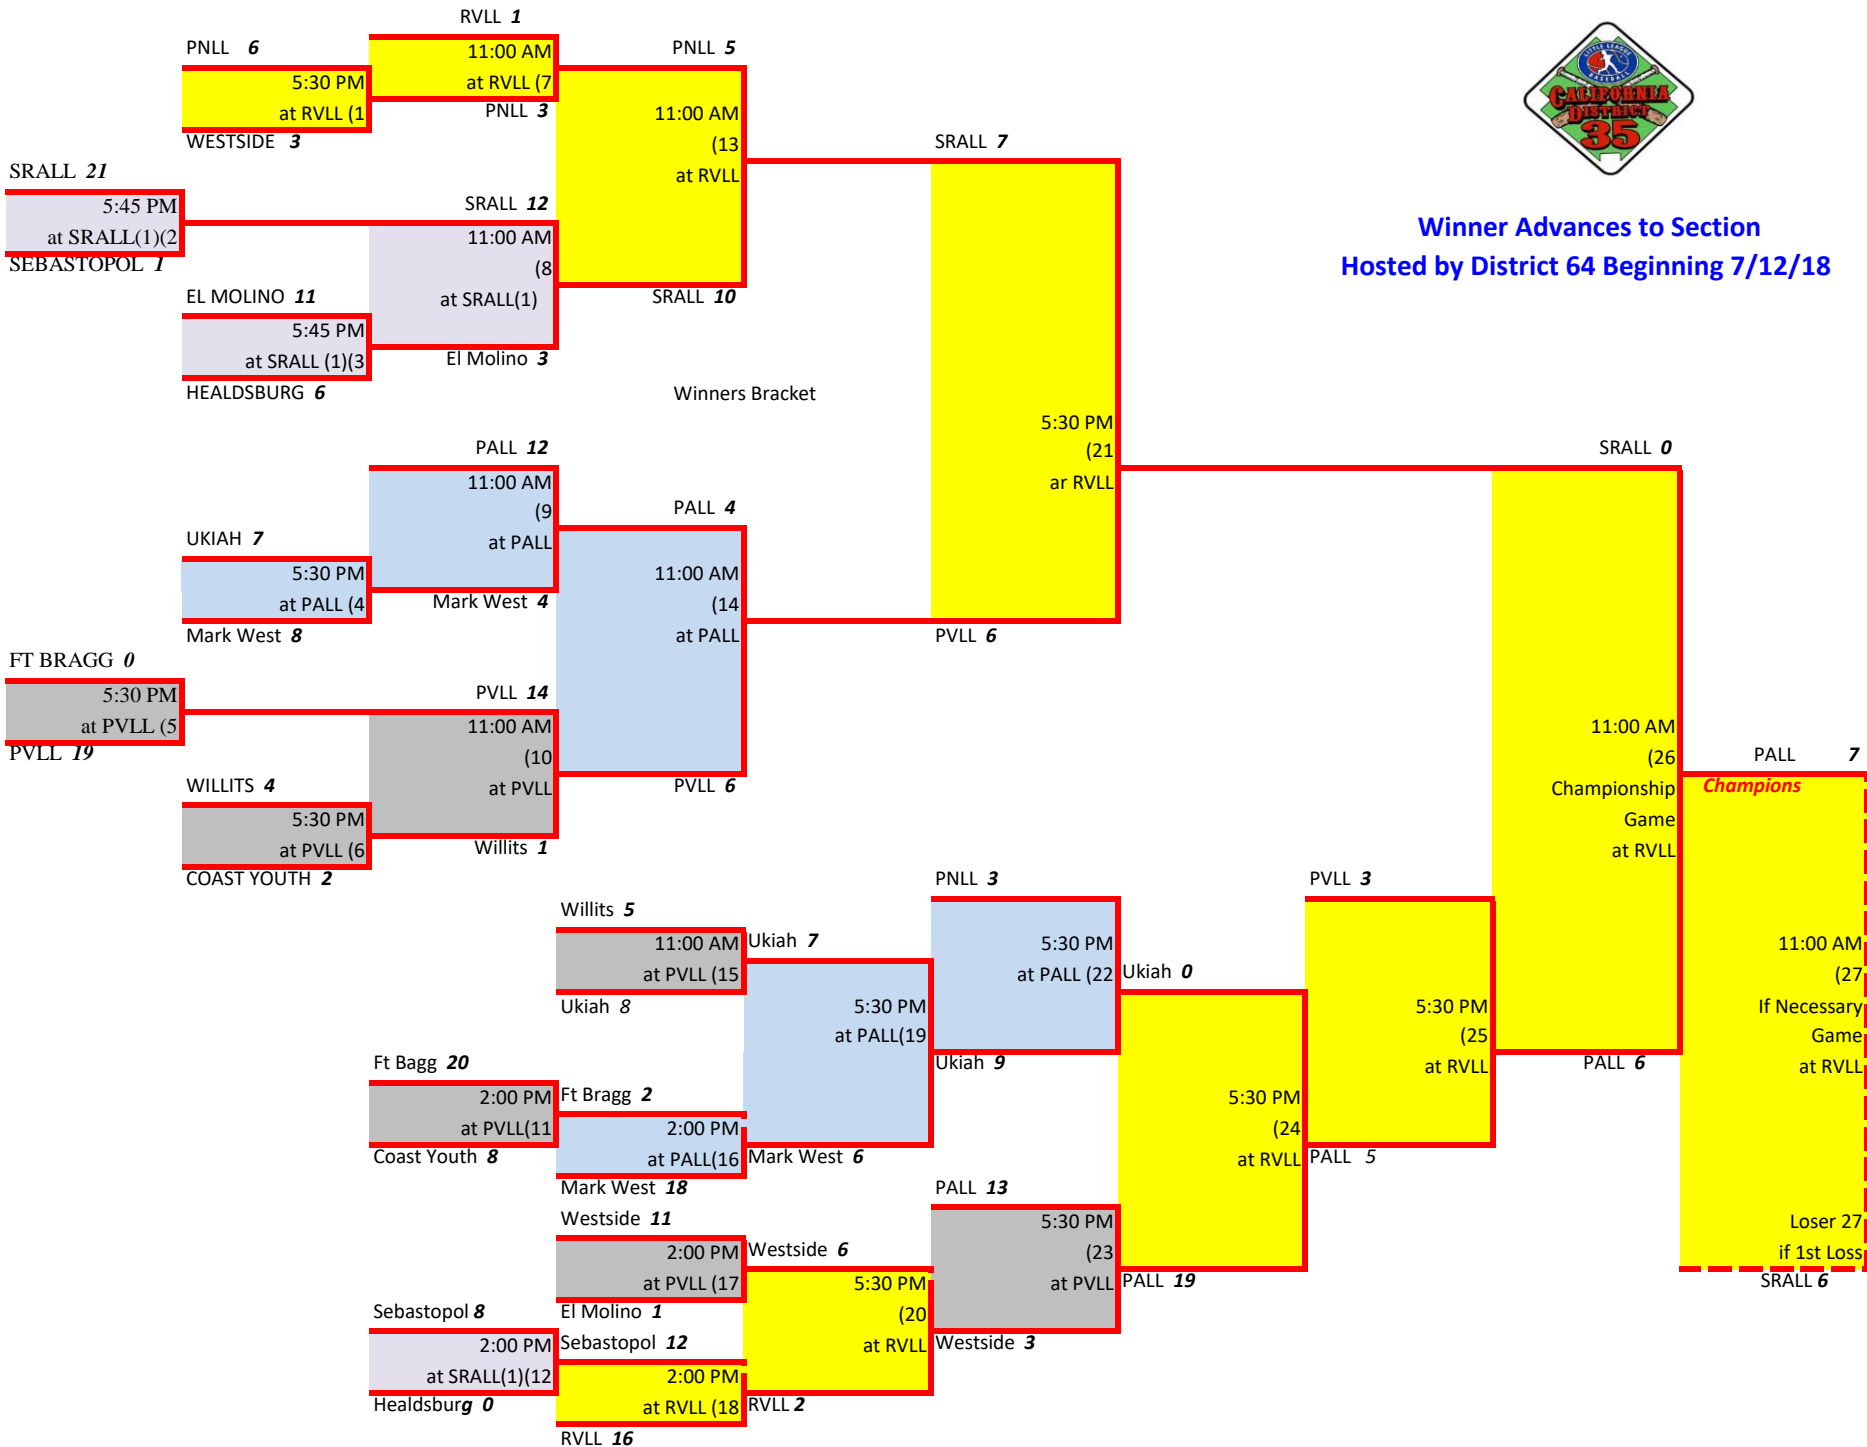 RVLL 1
PNLL 6
11:00 AM
PNLL 5
5:30 PM
at RVLL (7
at RVLL (1
PNLL 3
11:00 AM
WESTSIDE 3
(13
SRALL 7
SRALL 21
at RVLL
5:45 PM
SRALL 12
at SRALL(1)(2
11:00 AM
SEBASTOPOL 1
(8
EL MOLINO 11
at SRALL(1)
SRALL 10
5:45 PM
at SRALL (1)(3
El Molino 3
HEALDSBURG 6
Winners Bracket
LITTLE LEAGUE
BASEBALL
CALIFORNIA
DISTRICT
35
Winner Advances to Section
Hosted by District 64 Beginning 7/12/18
5:30 PM
(21
ar RVLL
PALL 12
SRALL 0
11:00 AM
(9
PALL 4
at PALL
UKIAH 7
5:30 PM
11:00 AM
at PALL (4
Mark West 4
(14
Mark West 8
at PALL
PVLL 6
FT BRAGG 0
5:30 PM
PVLL 14
at PVLL (5
11:00 AM
PVLL 19
(10
WILLITS 4
at PVLL
PVLL 6
5:30 PM
at PVLL (6
Willits 1
COAST YOUTH 2
11:00 AM
(26
Championship
Game
at RVLL
PALL 7
Champions
PNLL 3
PVLL 3
Willits 5
11:00 AM
Ukiah 7
5:30 PM
11:00 AM
at PVLL (15
at PALL (22
Ukiah 0
(27
Ukiah 8
5:30 PM
5:30 PM
If Necessary
at PALL(19
(25
Game
Ft Bagg 20
Ukiah 9
at RVLL
PALL 6
at RVLL
2:00 PM
Ft Bragg 2
5:30 PM
at PVLL(11
2:00 PM
(24
Coast Youth 8
at PALL(16
Mark West 6
at RVLL
PALL 5
Mark West 18
PALL 13
Westside 11
5:30 PM
Loser 27
2:00 PM
Westside 6
(23
if 1st Loss
at PVLL (17
5:30 PM
at PVLL
PALL 19
SRALL 6
Sebastopol 8
El Molino 1
(20
2:00 PM
Sebastopol 12
at RVLL
Westside 3
at SRALL(1)(12
2:00 PM
Healdsburg 0
at RVLL (18
RVLL 2
RVLL 16